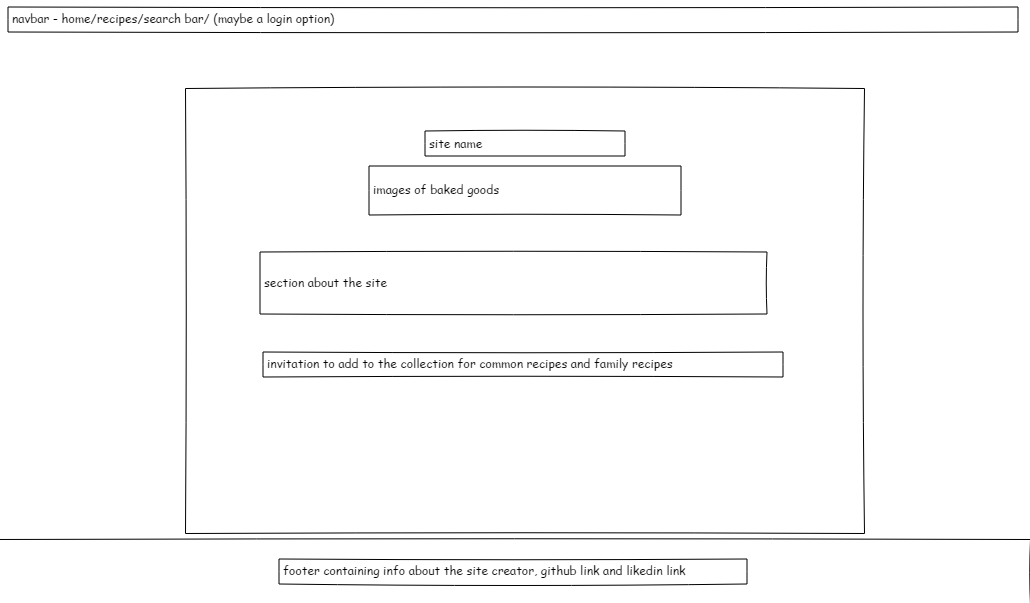 navbar - home/recipes/search bar/ (maybe a login option)
site name
images of baked goods
section about the site
invitation to add to the collection for common recipes and family recipes
footer containing info about the site creator, github link and likedin link